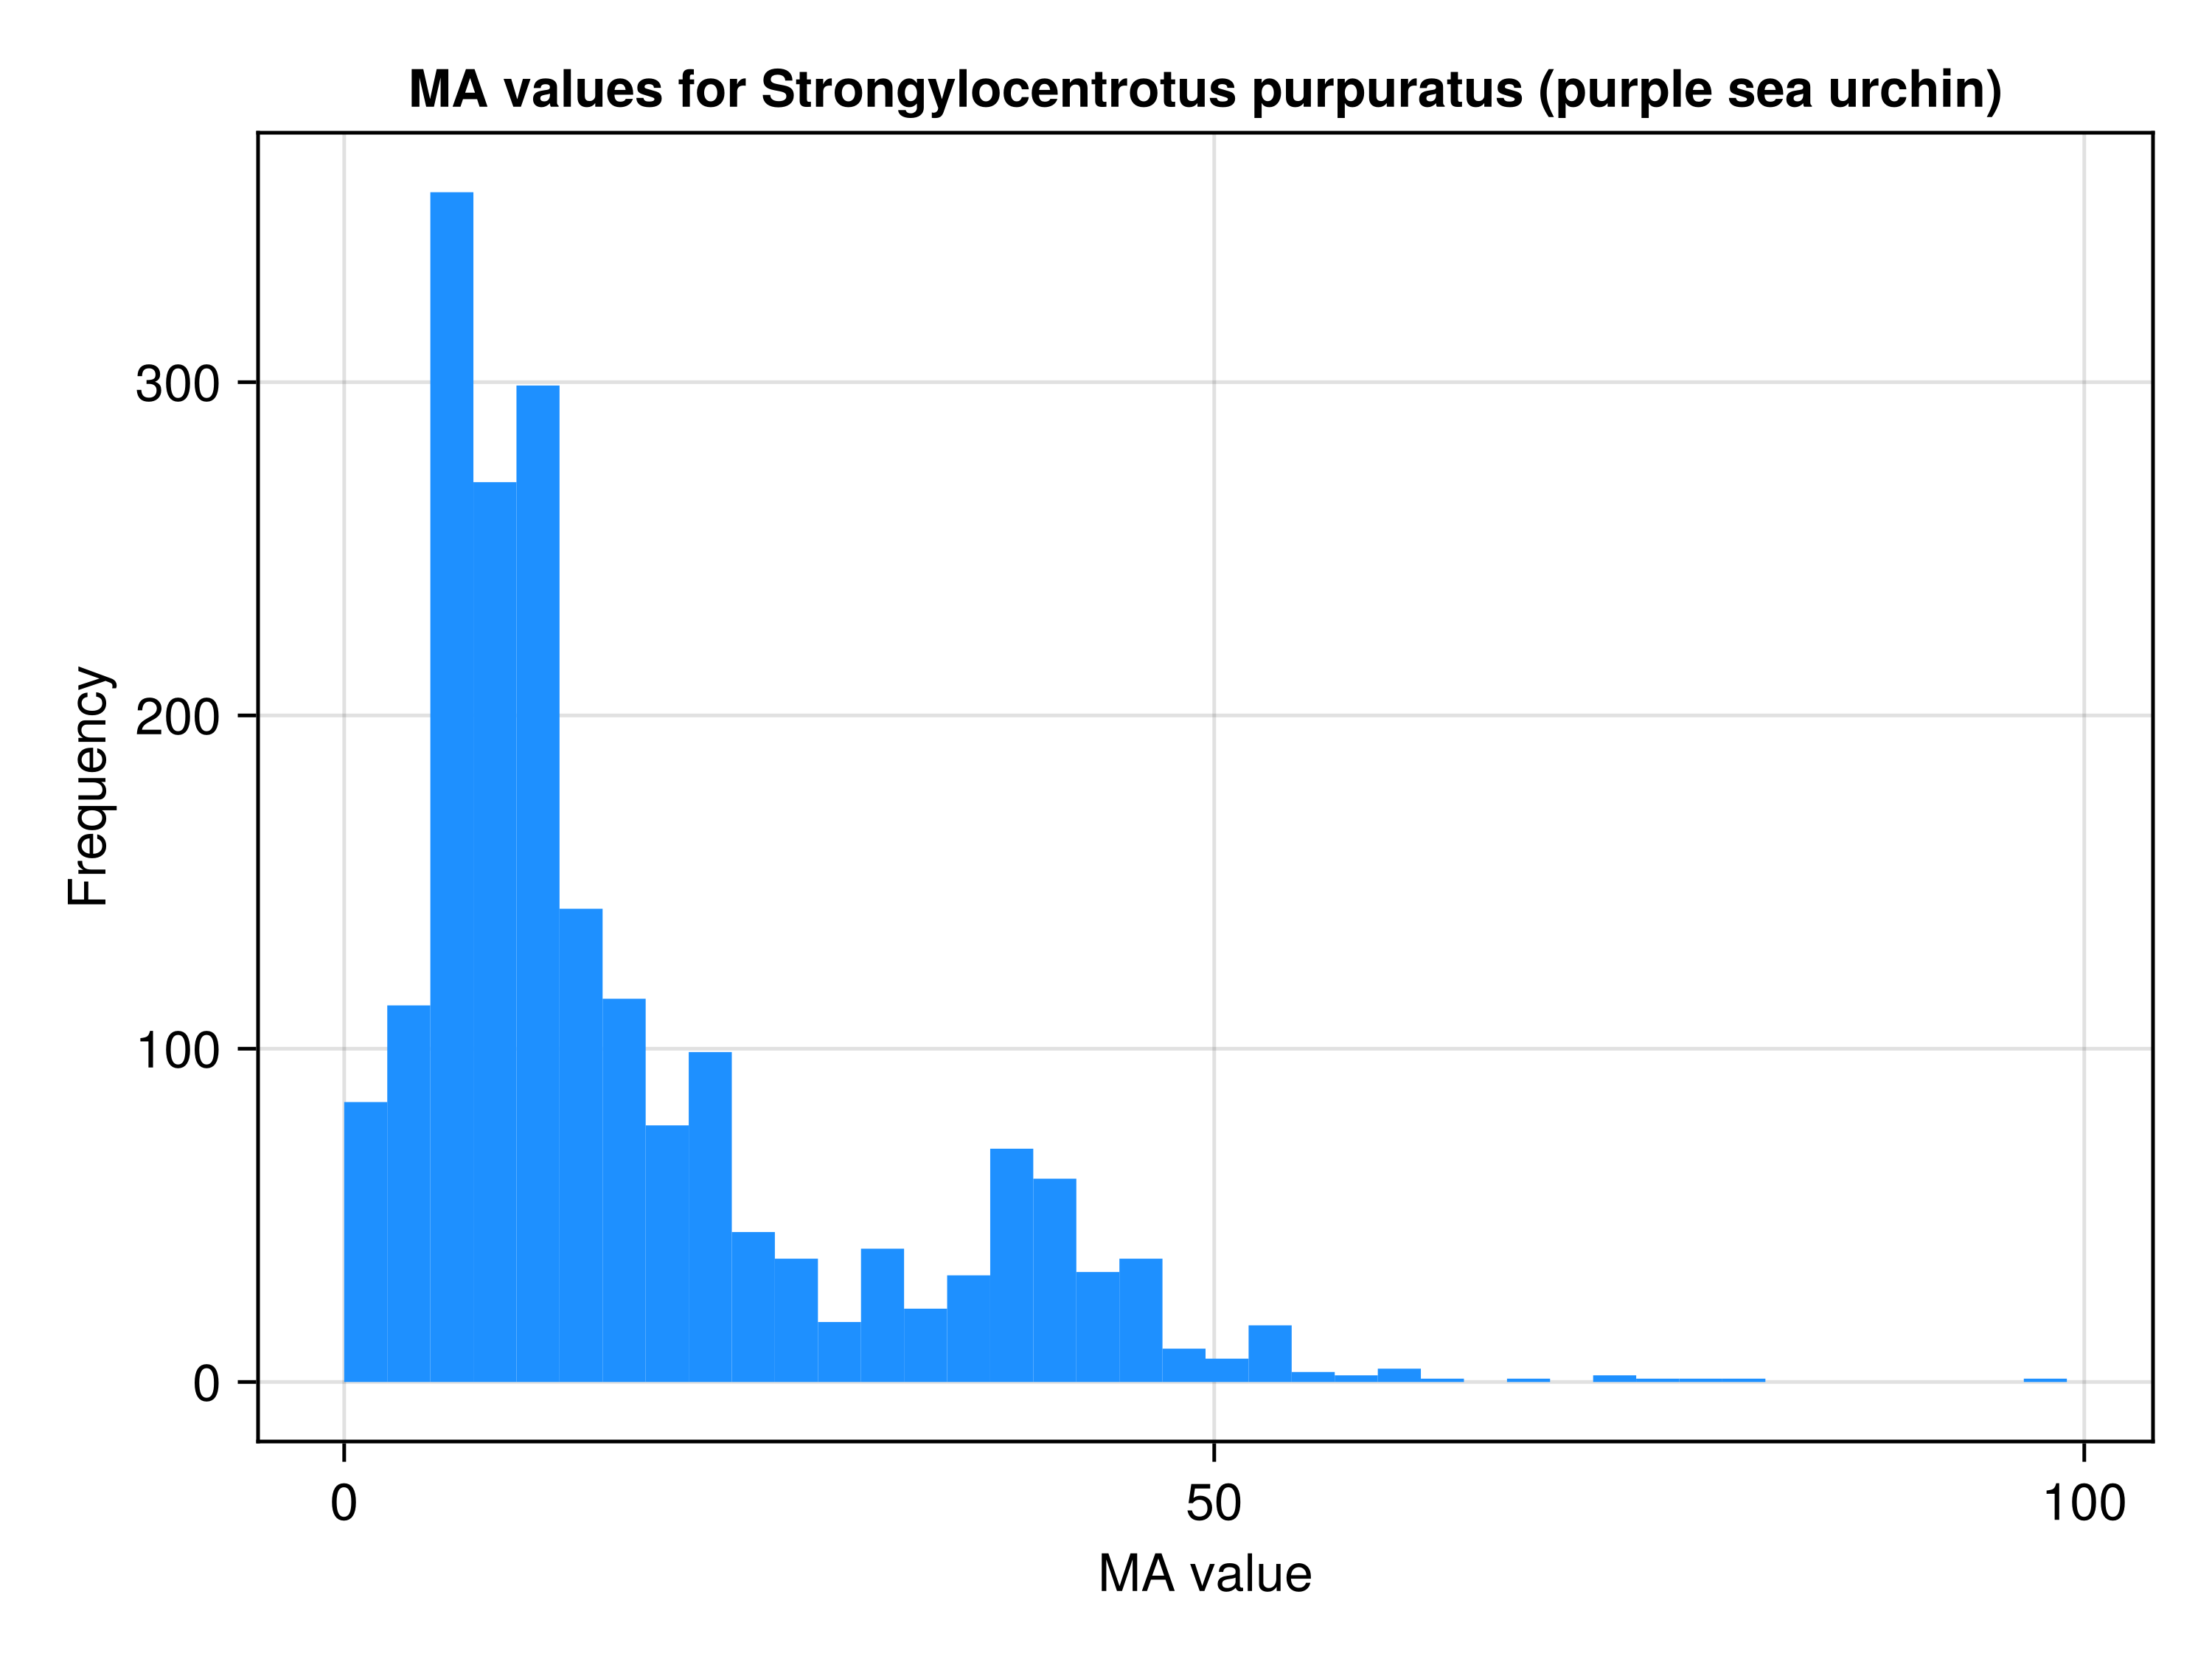 MA values for Strongylocentrotus purpuratus (purple sea urchin)
Frequency
300
200
100
0
0 50 100
MA value